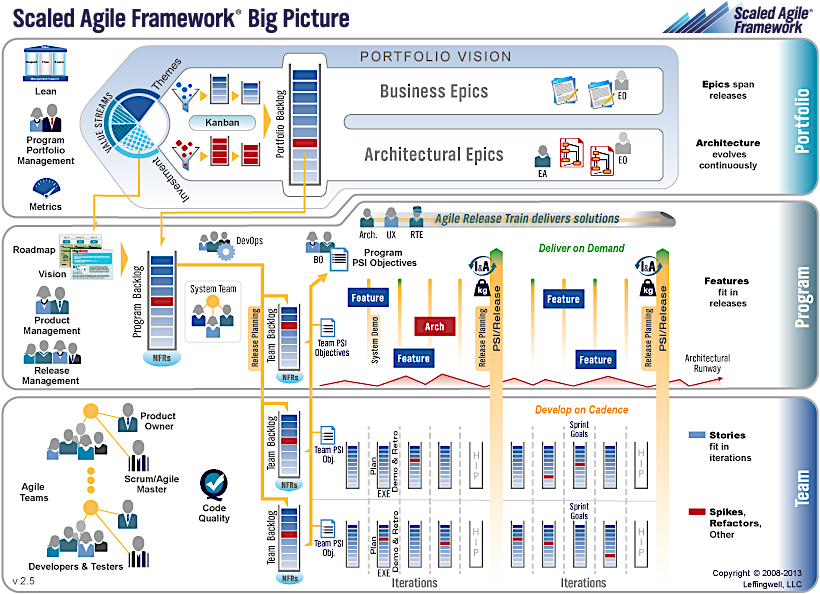 Scaled Agile Framework® Big Picture
Scaled Agile®
Framework™
PORTFOLIO VISION
Lean
Program
Portfolio
Management
Metrics
VALUE STREAMS
Themes
Investment
Kanban
Portfolio Backlog
Business Epics
EO
Architectural Epics
EA
EO
Epics span
releases
Architecture
evolves
continuously
Portfolio
Roadmap
Vision
Product
Management
Release
Management
Program Backlog
NFRs
DevOps
System Team
Arch.
UX
RTE
Agile Release Train delivers solutions
BO
Program
PSI Objectives
Deliver on Demand
Release Planning
Team Backlog
NFRs
Team PSI
Objectives
Feature
System Demo
Feature
Arch
I&A
kg
Release Planning
PSI/Release
Feature
Feature
I&A
kg
Release Planning
PSI/Release
Architectural
Runway
Features
fit in
releases
Program
Develop on Cadence
Product
Owner
Scrum/Agile
Master
Agile
Teams
Developers & Testers
Code
Quality
Team Backlog
NFRs
Team PSI
Obj.
Plan
EXE
Demo & Retro
HIP
Sprint
Goals
HIP
Team Backlog
NFRs
Team PSI
Obj.
Plan
EXE
Demo & Retro
HIP
Sprint
Goals
HIP
Iterations
Iterations
Stories
fit in
iterations
Spikes,
Refactors,
Other
Team
v 2.5
Copyright © 2008-2013
Leffingwell, LLC